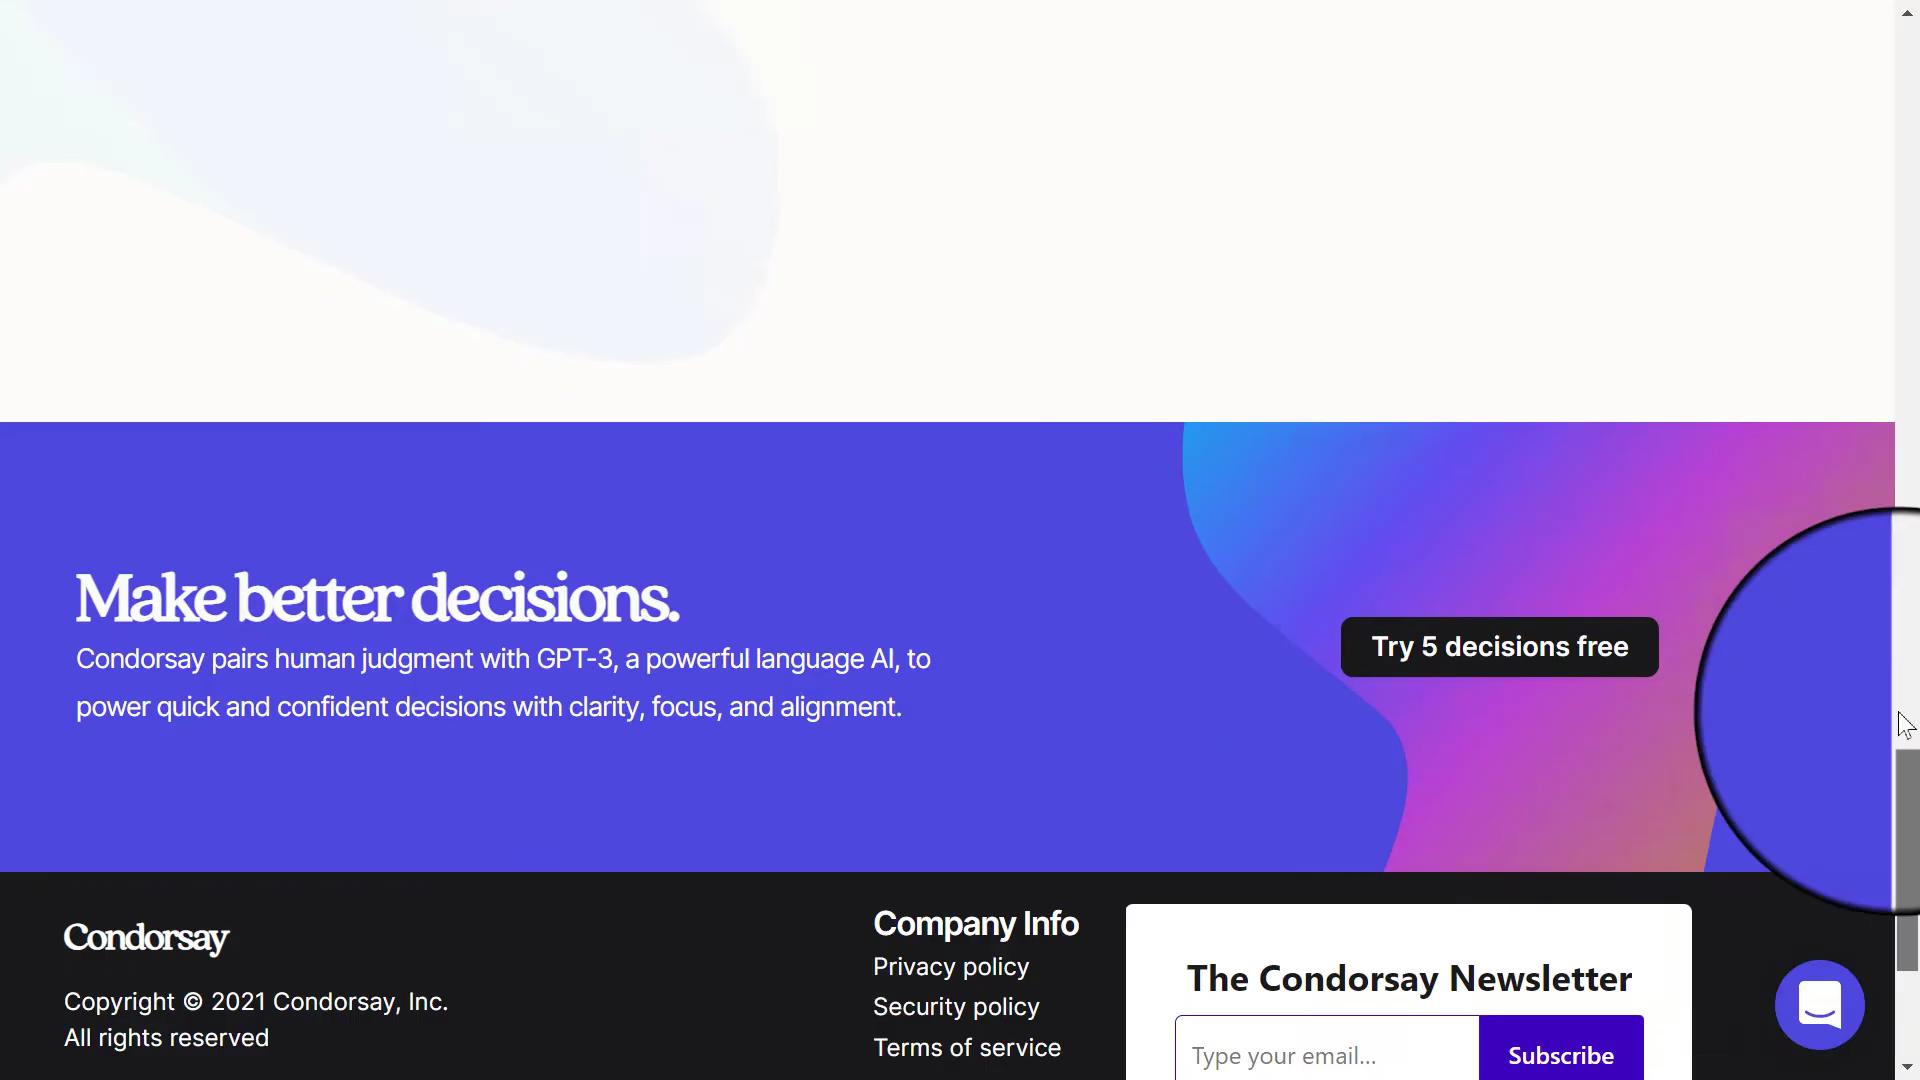 Make better decisions.
Condorsay pairs human judgment with GPT-3, a powerful language AI, to
power quick and confident decisions with clarity, focus, and alignment.
Try 5 decisions free
Condorsay
Copyright © 2021 Condorsay, Inc.
All rights reserved
Company Info
Privacy policy
Security policy
Terms of service
The Condorsay Newsletter
Type your email...
Subscribe